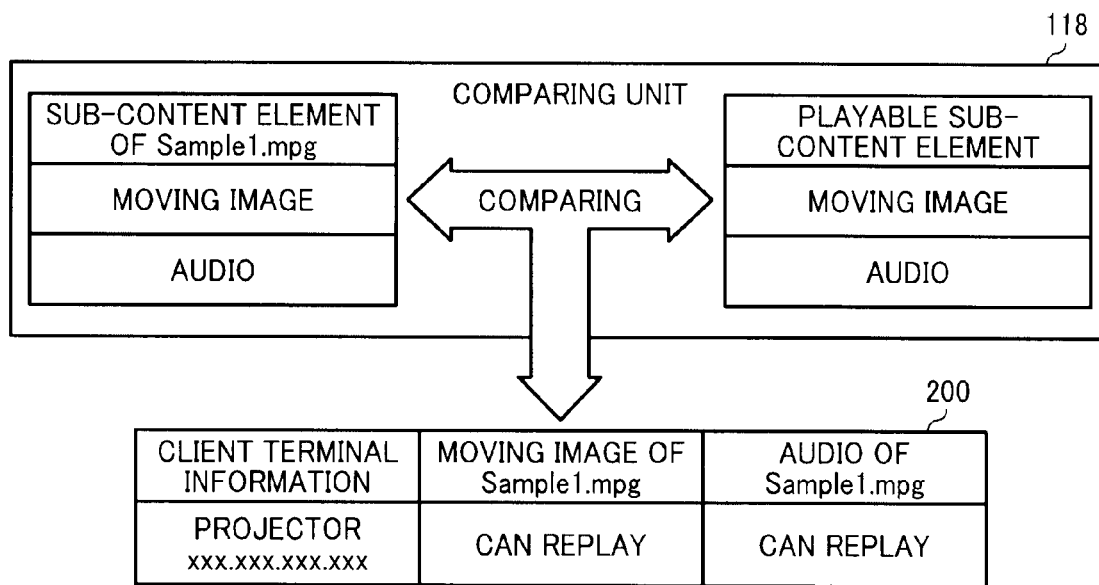 118
COMPARING UNIT
SUB-CONTENT ELEMENT
OF Sample1.mpg
MOVING IMAGE
AUDIO
COMPARING
PLAYABLE SUB-
CONTENT ELEMENT
MOVING IMAGE
AUDIO
200
CLIENT TERMINAL
INFORMATION
MOVING IMAGE OF
Sample1.mpg
AUDIO OF
Sample1.mpg
PROJECTOR
xxx.xxx.xxx.xxx
CAN REPLAY
CAN REPLAY